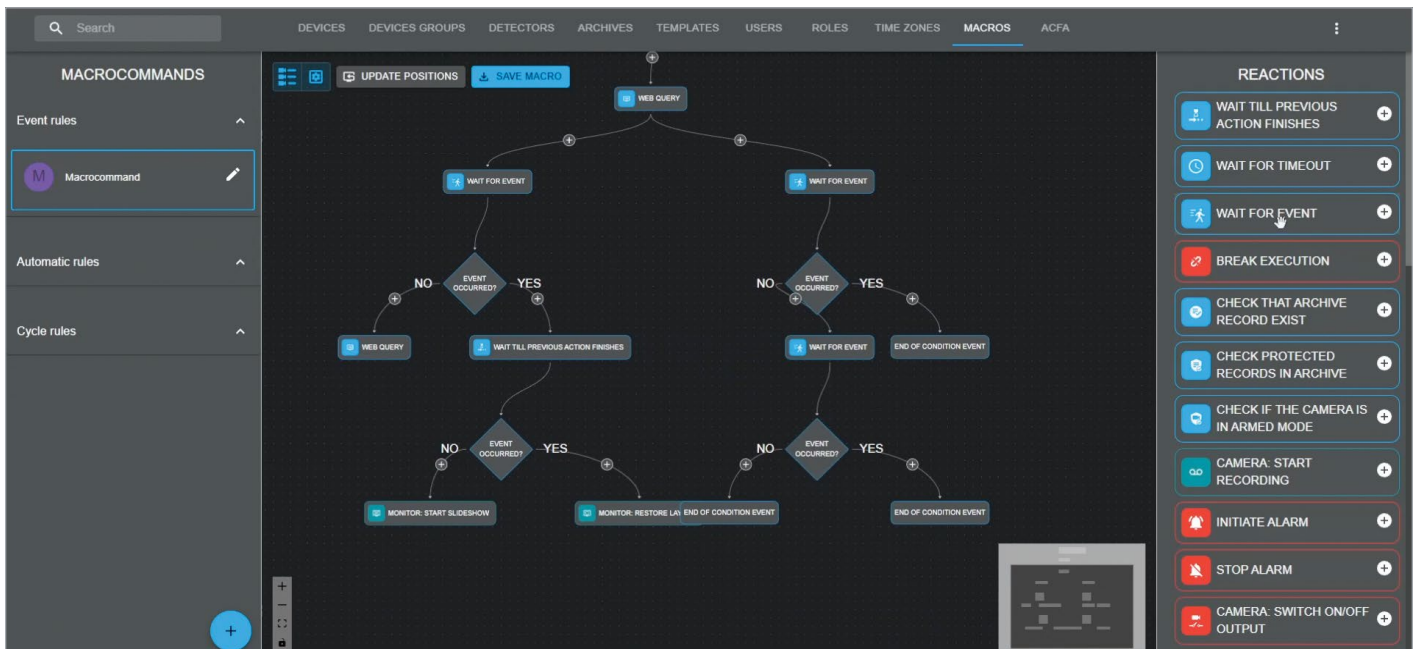 Search
DEVICES
DEVICES GROUPS
DETECTORS
ARCHIVES
TEMPLATES
USERS
ROLES
TIME ZONES
MACROS
ACFA
MACROCOMMANDS
Event rules
M
Macrocommand
Automatic rules
Cycle rules
UPDATE POSITIONS
SAVE MACRO
WEB QUERY
WAIT FOR EVENT
WAIT FOR EVENT
NO
EVENT
OCCURRED?
YES
NO
EVENT
OCCURRED?
YES
WEB QUERY
WAIT TILL PREVIOUS ACTION FINISHES
WAIT FOR EVENT
END OF CONDITION EVENT
NO
EVENT
OCCURRED?
YES
NO
EVENT
OCCURRED?
YES
MONITOR: START SLIDESHOW
MONITOR: RESTORE LAY
END OF CONDITION EVENT
END OF CONDITION EVENT
REACTIONS
WAIT TILL PREVIOUS
ACTION FINISHES
WAIT FOR TIMEOUT
WAIT FOR EVENT
BREAK EXECUTION
CHECK THAT ARCHIVE
RECORD EXIST
CHECK PROTECTED
RECORDS IN ARCHIVE
CHECK IF THE CAMERA IS
IN ARMED MODE
CAMERA: START
RECORDING
INITIATE ALARM
STOP ALARM
CAMERA: SWITCH ON/OFF
OUTPUT